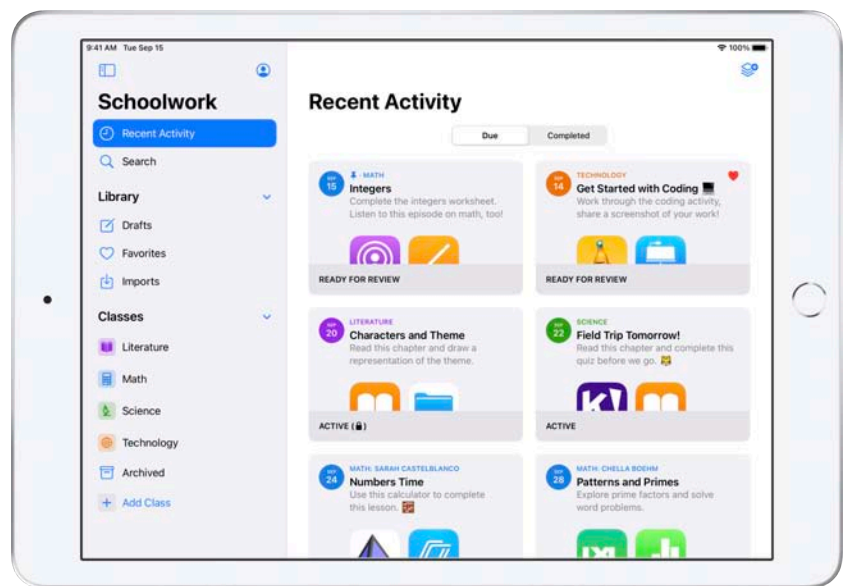 9:41 AM Tue Sep 15
100%
Schoolwork
Recent Activity
Search
Library
Drafts
Favorites
Imports
Classes
Literature
Math
Science
Technology
Archived
+ Add Class
Recent Activity
Due
Completed
SEP
15
· MATH
Integers
Complete the integers worksheet.
Listen to this episode on math, too!
READY FOR REVIEW
SEP
14
TECHNOLOGY
Get Started with Coding
Work through the coding activity,
share a screenshot of your work!
READY FOR REVIEW
SEP
20
LITERATURE
Characters and Theme
Read this chapter and draw a
representation of the theme.
ACTIVE (🔒)
SEP
22
SCIENCE
Field Trip Tomorrow!
Read this chapter and complete this
quiz before we go.
K!
ACTIVE
SEP
24
MATH: SARAH CASTELBLANCO
Numbers Time
Use this calculator to complete
this lesson.
SEP
28
MATH: CHELLA BOEHM
Patterns and Primes
Explore prime factors and solve
word problems.
IXL